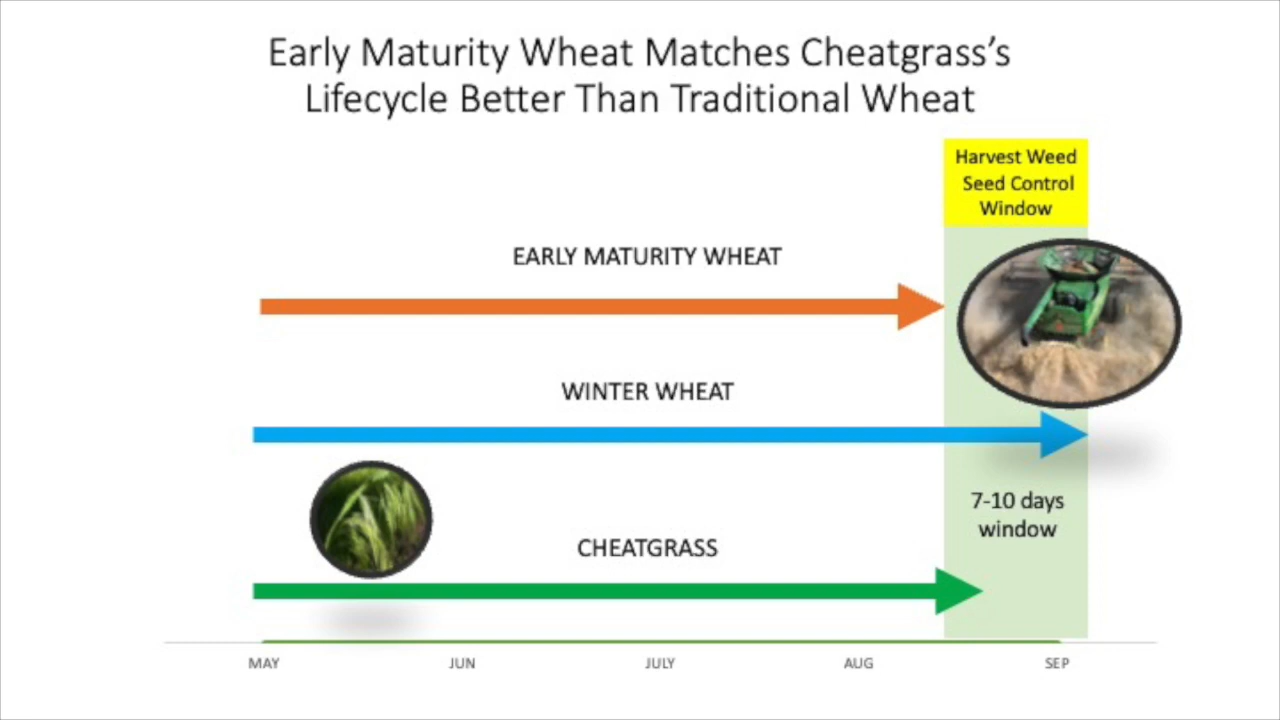 Early Maturity Wheat Matches Cheatgrass’s
Lifecycle Better Than Traditional Wheat
Harvest Weed
Seed Control
Window
EARLY MATURITY WHEAT
WINTER WHEAT
7-10 days
window
CHEATGRASS
MAY JUN JULY AUG SEP